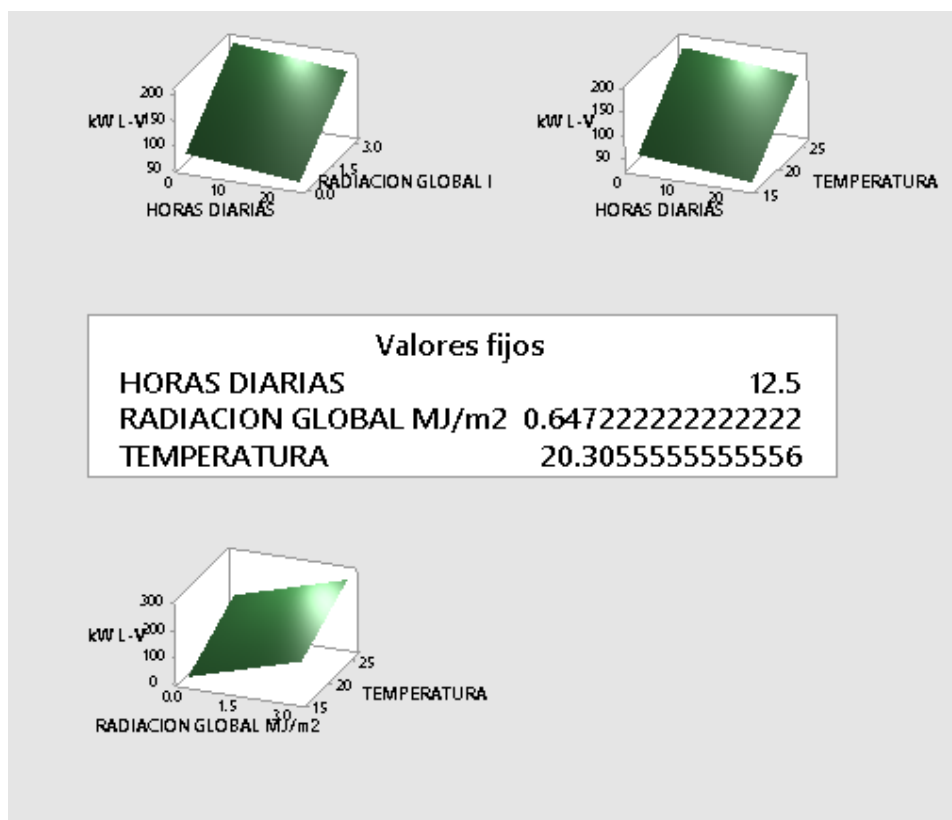 200
150
kW L-V
100
50
0
10
20
HORAS DIARIAS
0.0
1.5
3.0
RADIACION GLOBAL I
200
150
kW L-V
100
50
0
10
20
HORAS DIARIAS
15
20
25
TEMPERATURA
Valores fijos
HORAS DIARIAS 12.5
RADIACION GLOBAL MJ/m2 0.647222222222222
TEMPERATURA 20.3055555555556
300
200
kW L-V
100
0
0.0
1.5
3.0
RADIACION GLOBAL MJ/m2
15
20
25
TEMPERATURA